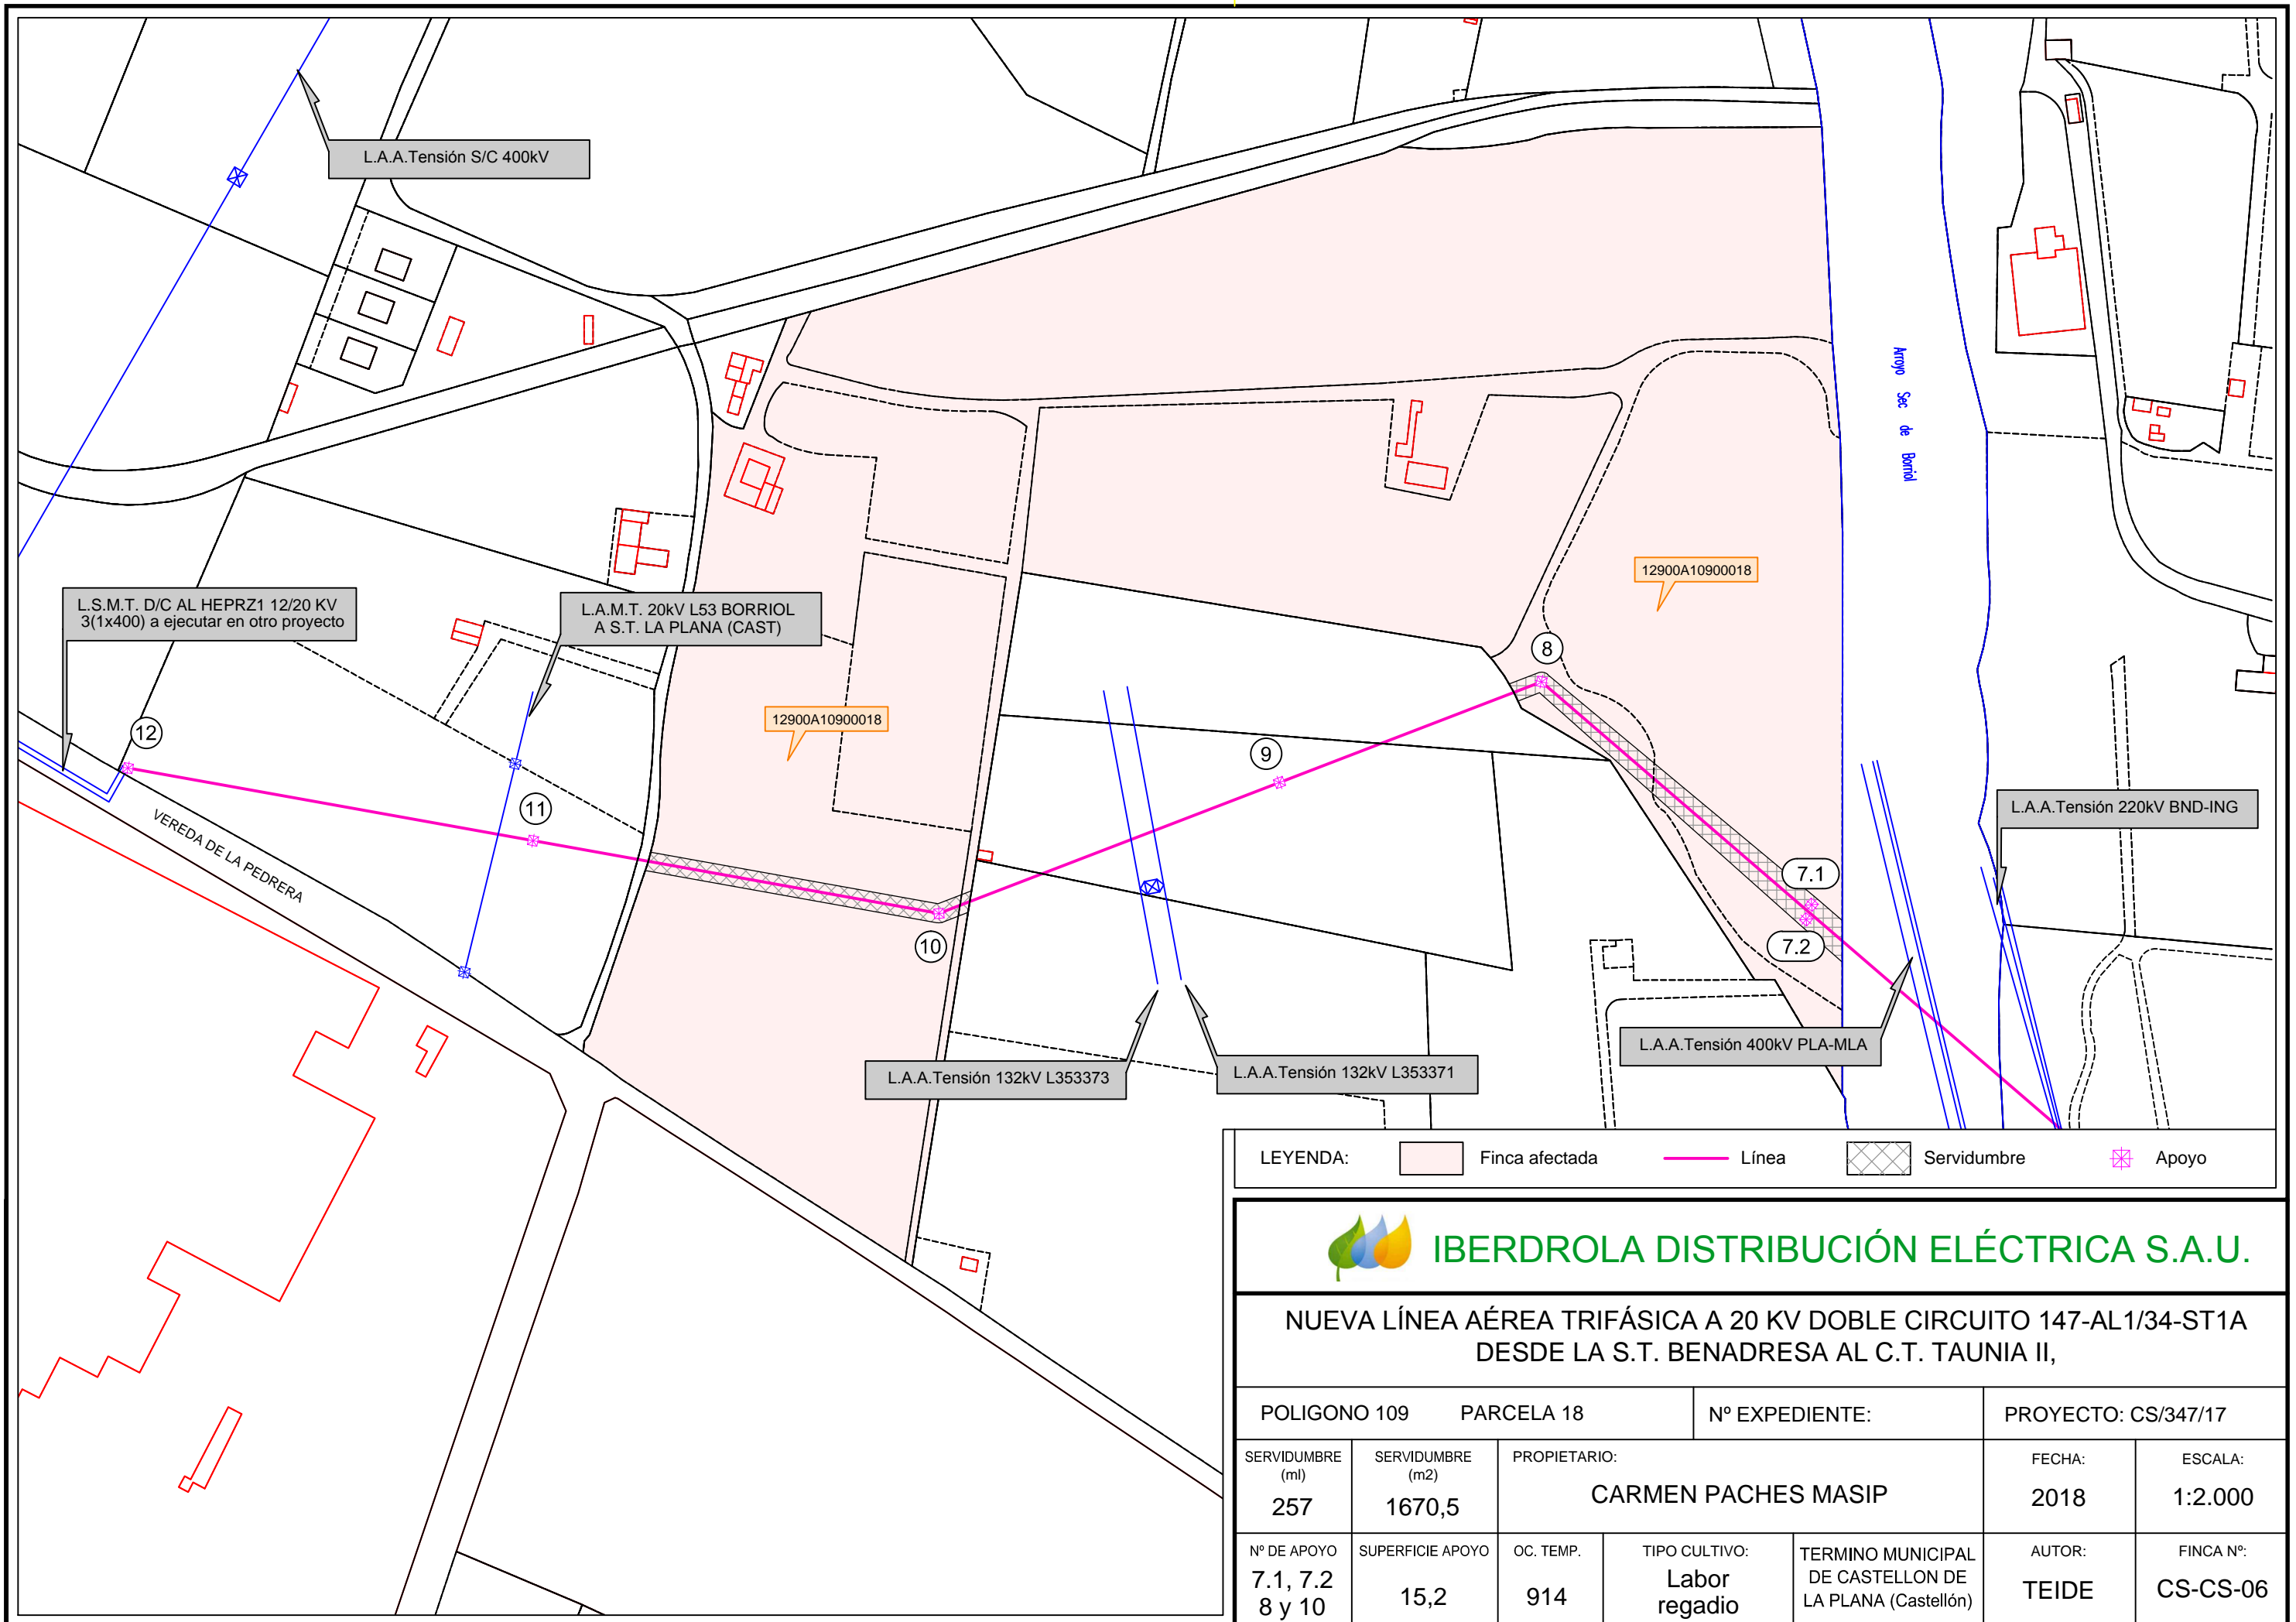 L.A.A.Tensión S/C 400kV
Arroyo Sec de Borriol
12900A10900018
L.S.M.T. D/C AL HEPRZ1 12/20 KV
3(1x400) a ejecutar en otro proyecto
L.A.M.T. 20kV L53 BORRIOL
A S.T. LA PLANA (CAST)
8
12900A10900018
12
9
11
L.A.A.Tensión 220kV BND-ING
VEREDA DE LA PEDRERA
7.1
10
7.2
L.A.A.Tensión 400kV PLA-MLA
L.A.A.Tensión 132kV L353373
L.A.A.Tensión 132kV L353371
LEYENDA: Finca afectada Línea Servidumbre Apoyo
IBERDROLA DISTRIBUCIÓN ELÉCTRICA S.A.U.
NUEVA LÍNEA AÉREA TRIFÁSICA A 20 KV DOBLE CIRCUITO 147-AL1/34-ST1A
DESDE LA S.T. BENADRESA AL C.T. TAUNIA II,
POLIGONO 109 PARCELA 18 Nº EXPEDIENTE: PROYECTO: CS/347/17
SERVIDUMBRE
(ml)
257
SERVIDUMBRE
(m2)
1670,5
PROPIETARIO:
CARMEN PACHES MASIP
FECHA:
2018
ESCALA:
1:2.000
Nº DE APOYO
7.1, 7.2
8 y 10
SUPERFICIE APOYO
15,2
OC. TEMP.
914
TIPO CULTIVO:
Labor
regadio
TERMINO MUNICIPAL
DE CASTELLON DE
LA PLANA (Castellón)
AUTOR:
TEIDE
FINCA Nº:
CS-CS-06